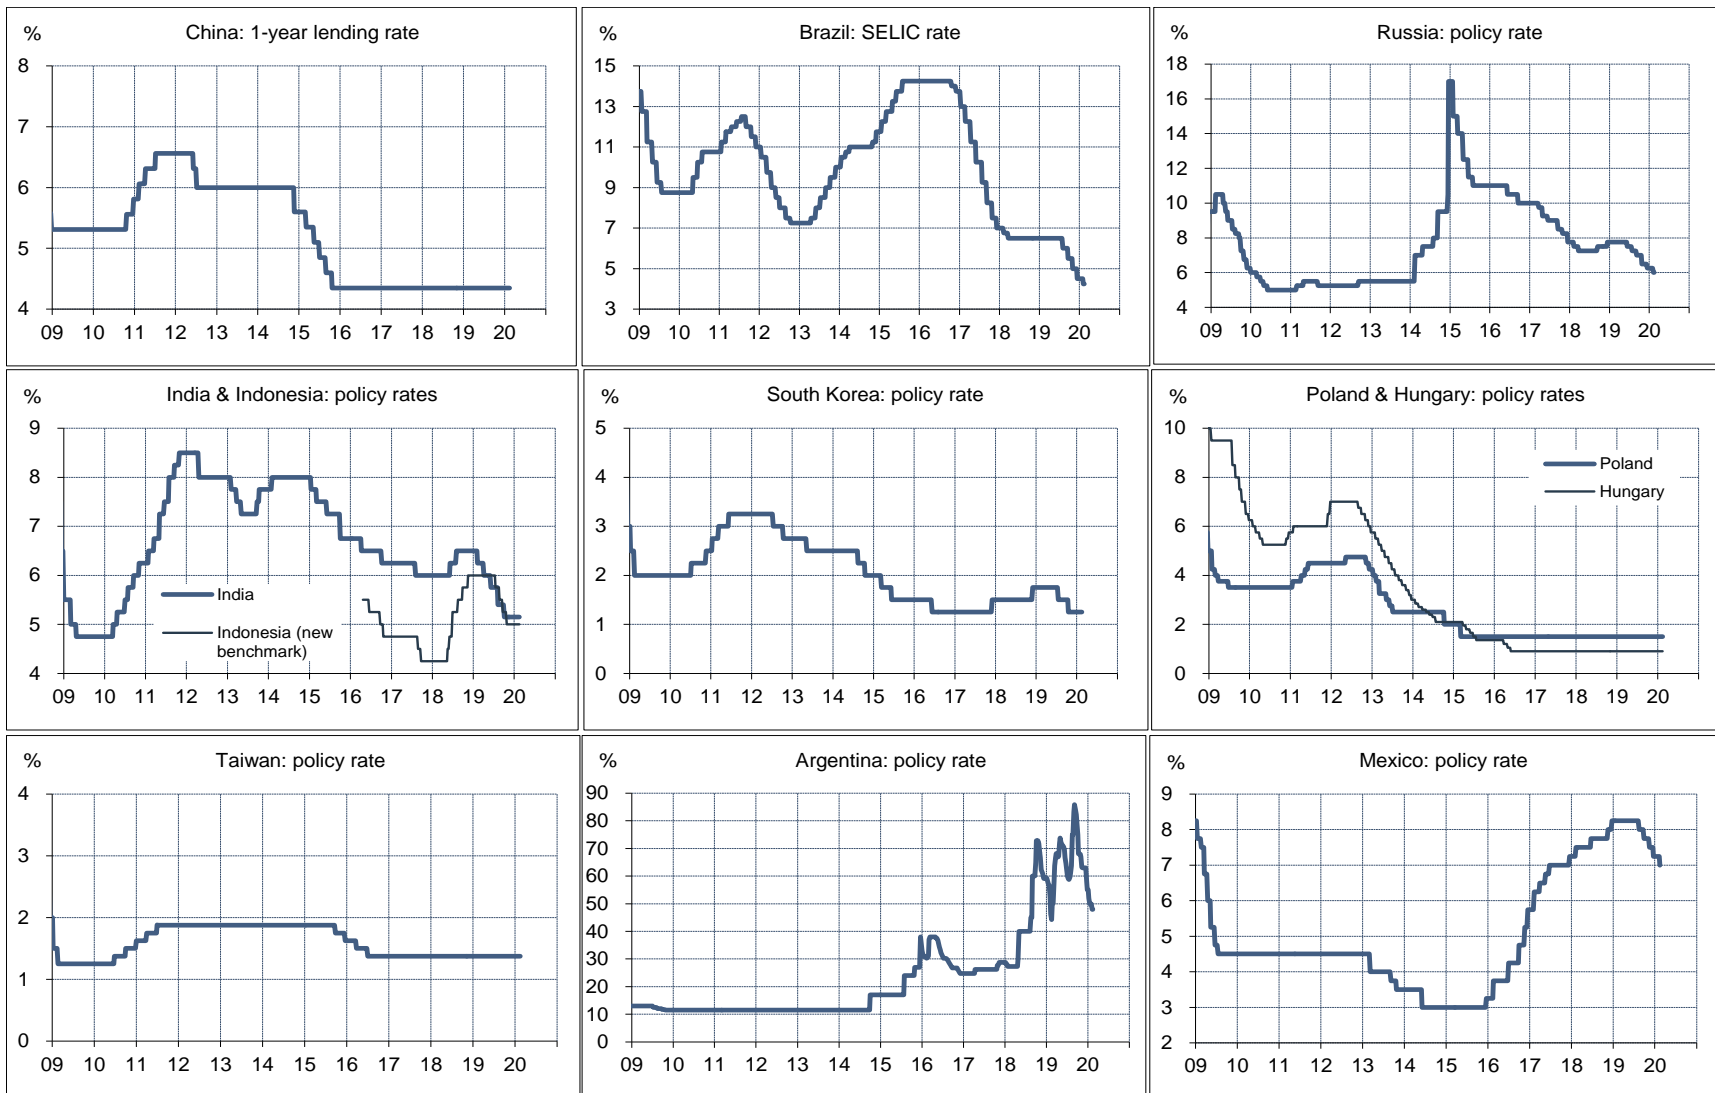 % China: 1-year lending rate
8
7
6
5
4
09 10 11 12 13 14 15 16 17 18 19 20
% Brazil: SELIC rate
15
13
11
9
7
5
3
09 10 11 12 13 14 15 16 17 18 19 20
% Russia: policy rate
18
16
14
12
10
8
6
4
09 10 11 12 13 14 15 16 17 18 19 20
% India & Indonesia: policy rates
9
8
7
6
5
4
India
Indonesia (new
benchmark)
09 10 11 12 13 14 15 16 17 18 19 20
% South Korea: policy rate
5
4
3
2
1
0
09 10 11 12 13 14 15 16 17 18 19 20
% Poland & Hungary: policy rates
10
8
6
4
2
0
Poland
Hungary
09 10 11 12 13 14 15 16 17 18 19 20
% Taiwan: policy rate
4
3
2
1
0
09 10 11 12 13 14 15 16 17 18 19 20
% Argentina: policy rate
90
80
70
60
50
40
30
20
10
0
09 10 11 12 13 14 15 16 17 18 19 20
% Mexico: policy rate
9
8
7
6
5
4
3
2
09 10 11 12 13 14 15 16 17 18 19 20